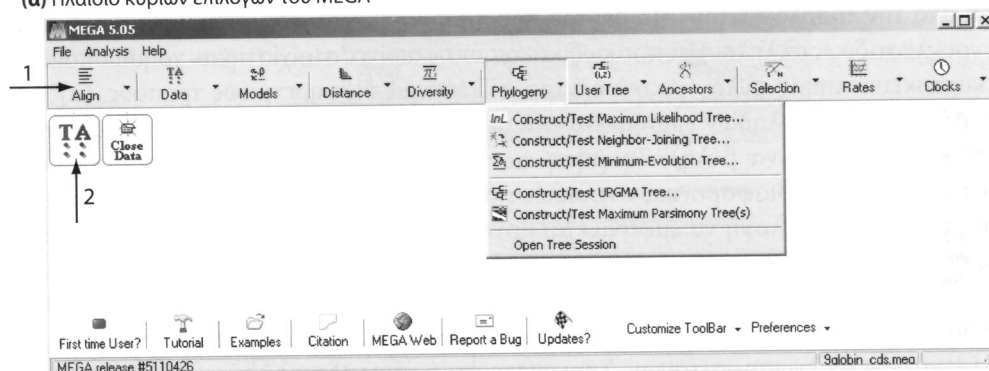 (α) Πλαίσιο κύριων επιλογών του MEGA
MEGA 5.05
File Analysis Help
1
Align Data Models Distance Diversity Phylogeny User Tree Ancestors Selection Rates Clocks
TA Close Data
2
lnL Construct/Test Maximum Likelihood Tree...
Construct/Test Neighbor-Joining Tree...
Construct/Test Minimum-Evolution Tree...
Construct/Test UPGMA Tree...
Construct/Test Maximum Parsimony Tree(s)
Open Tree Session
First time User? Tutorial Examples Citation MEGA Web Report a Bug Updates? Customize ToolBar Preferences
MEGA release #5110426 9globin_cds.meg